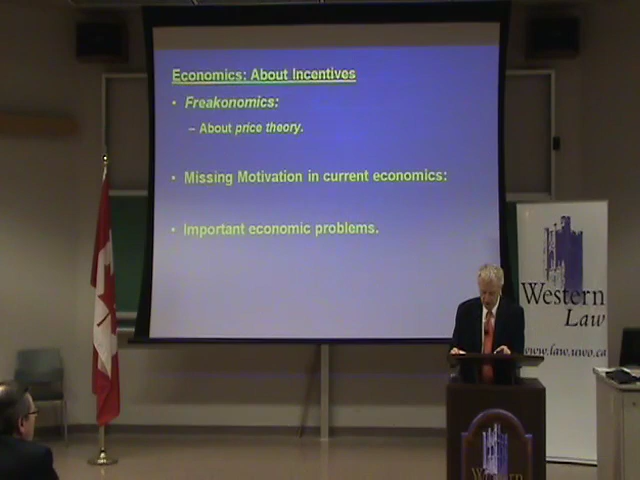 Economics: About Incentives
• Freakonomics:
– About price theory.
• Missing Motivation in current economics:
• Important economic problems.
Western
Law
www.law.uwo.ca
Western